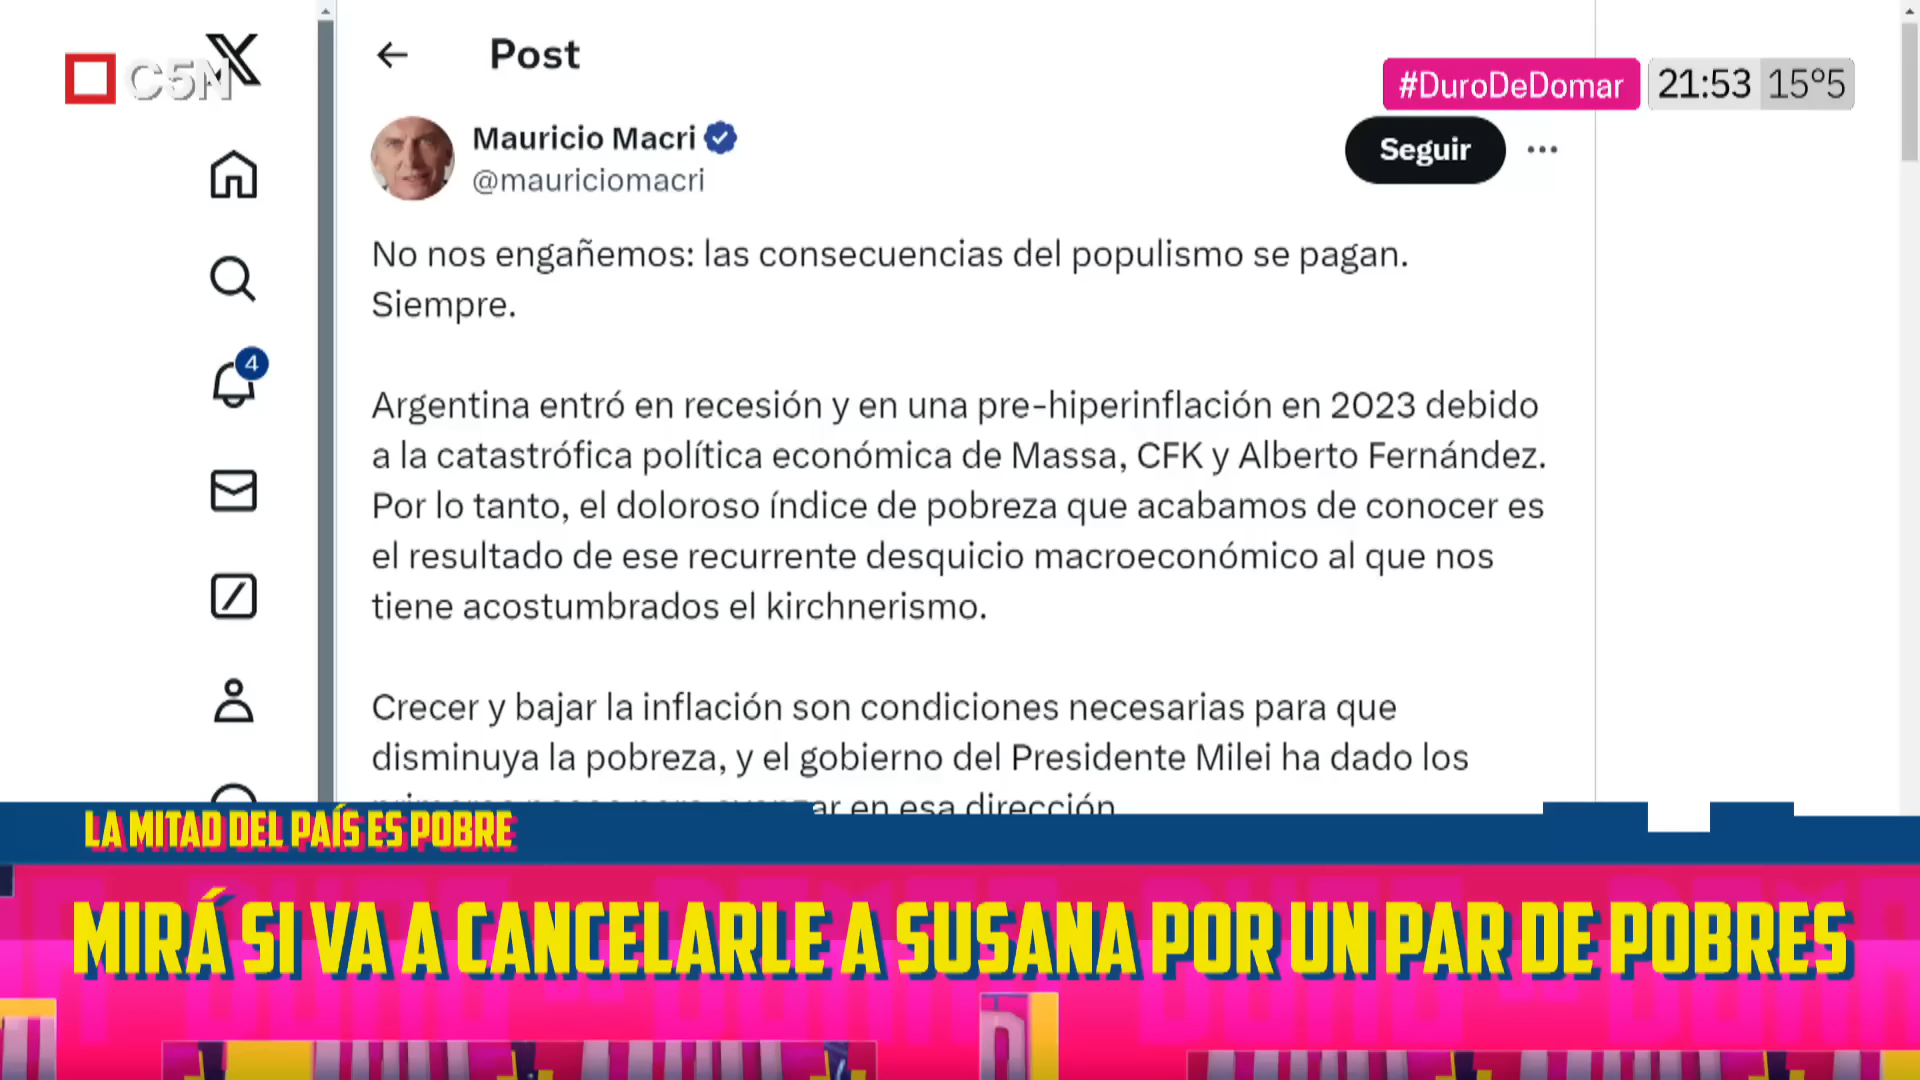 C5N
X
Post
#DuroDeDomar
21:53
15°5
Mauricio Macri
@mauriciomacri
Seguir
No nos engañemos: las consecuencias del populismo se pagan.
Siempre.
4
Argentina entró en recesión y en una pre-hiperinflación en 2023 debido
a la catastrófica política económica de Massa, CFK y Alberto Fernández.
Por lo tanto, el doloroso índice de pobreza que acabamos de conocer es
el resultado de ese recurrente desquicio macroeconómico al que nos
tiene acostumbrados el kirchnerismo.
Crecer y bajar la inflación son condiciones necesarias para que
disminuya la pobreza, y el gobierno del Presidente Milei ha dado los
en esa dirección
LA MITAD DEL PAÍS ES POBRE
MIRÁ SI VA A CANCELARLE A SUSANA POR UN PAR DE POBRES